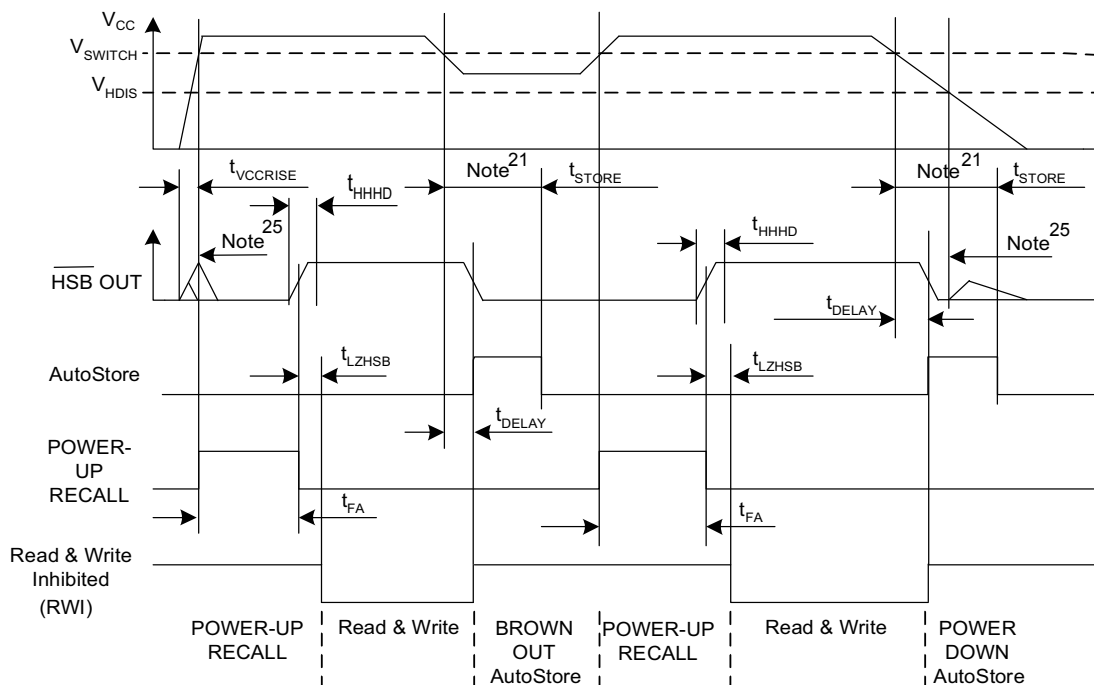 VCC
VSWITCH
VHDIS
tVCCRISE
Note21
tSTORE
Note21
tSTORE
tHHHD
tHHHD
Note25
Note25
HSB OUT
tDELAY
AutoStore
tLZHSB
tLZHSB
tDELAY
POWER-
UP
RECALL
tFA
tFA
Read & Write
Inhibited
(RWI)
POWER-UP
RECALL
Read & Write
BROWN
OUT
AutoStore
POWER-UP
RECALL
Read & Write
POWER
DOWN
AutoStore